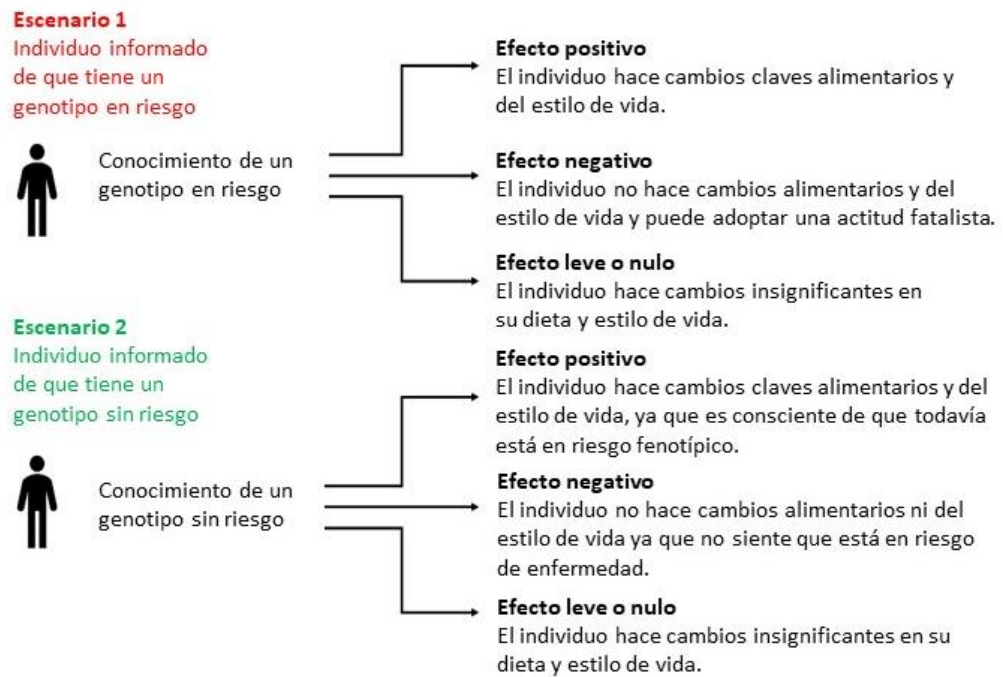 Escenario 1
Individuo informado
de que tiene un
genotipo en riesgo
Conocimiento de un
genotipo en riesgo
Efecto positivo
El individuo hace cambios claves alimentarios y
del estilo de vida.
Efecto negativo
El individuo no hace cambios alimentarios y del
estilo de vida y puede adoptar una actitud fatalista.
Efecto leve o nulo
El individuo hace cambios insignificantes en
su dieta y estilo de vida.
Escenario 2
Individuo informado
de que tiene un
genotipo sin riesgo
Conocimiento de un
genotipo sin riesgo
Efecto positivo
El individuo hace cambios claves alimentarios y del
estilo de vida, ya que es consciente de que todavía
está en riesgo fenotípico.
Efecto negativo
El individuo no hace cambios alimentarios ni del
estilo de vida ya que no siente que está en riesgo
de enfermedad.
Efecto leve o nulo
El individuo hace cambios insignificantes en su
dieta y estilo de vida.